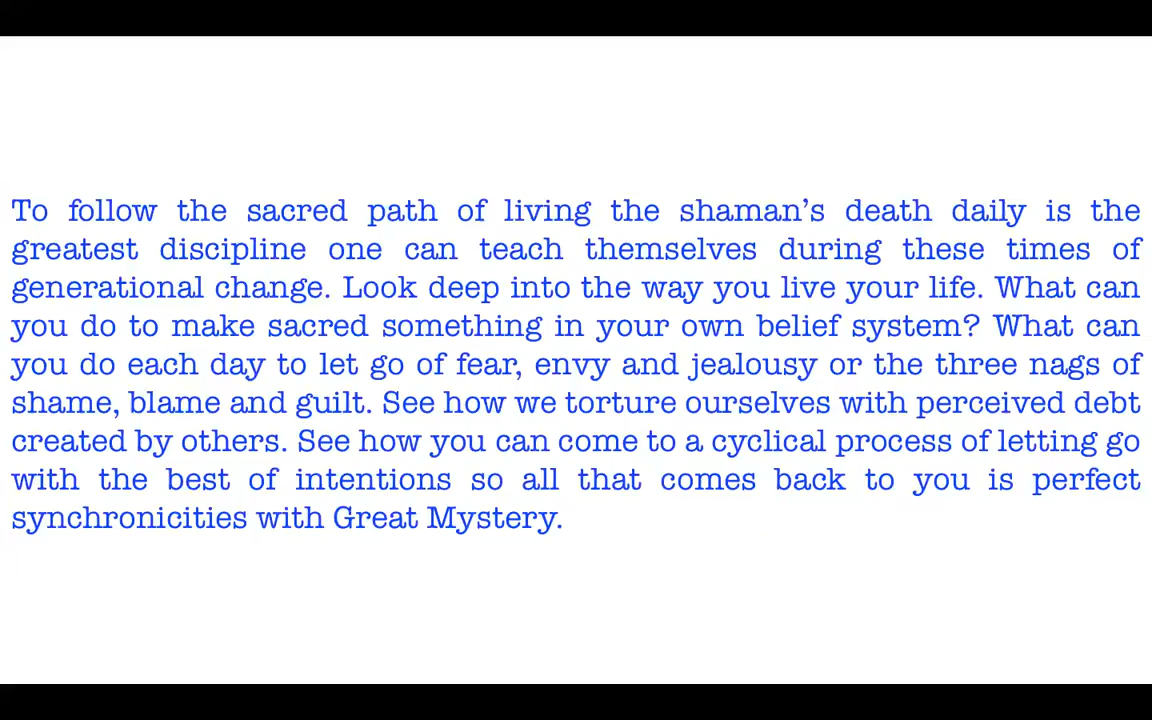 To follow the sacred path of living the shaman’s death daily is the
greatest discipline one can teach themselves during these times of
generational change. Look deep into the way you live your life. What can
you do to make sacred something in your own belief system? What can
you do each day to let go of fear, envy and jealousy or the three nags of
shame, blame and guilt. See how we torture ourselves with perceived debt
created by others. See how you can come to a cyclical process of letting go
with the best of intentions so all that comes back to you is perfect
synchronicities with Great Mystery.